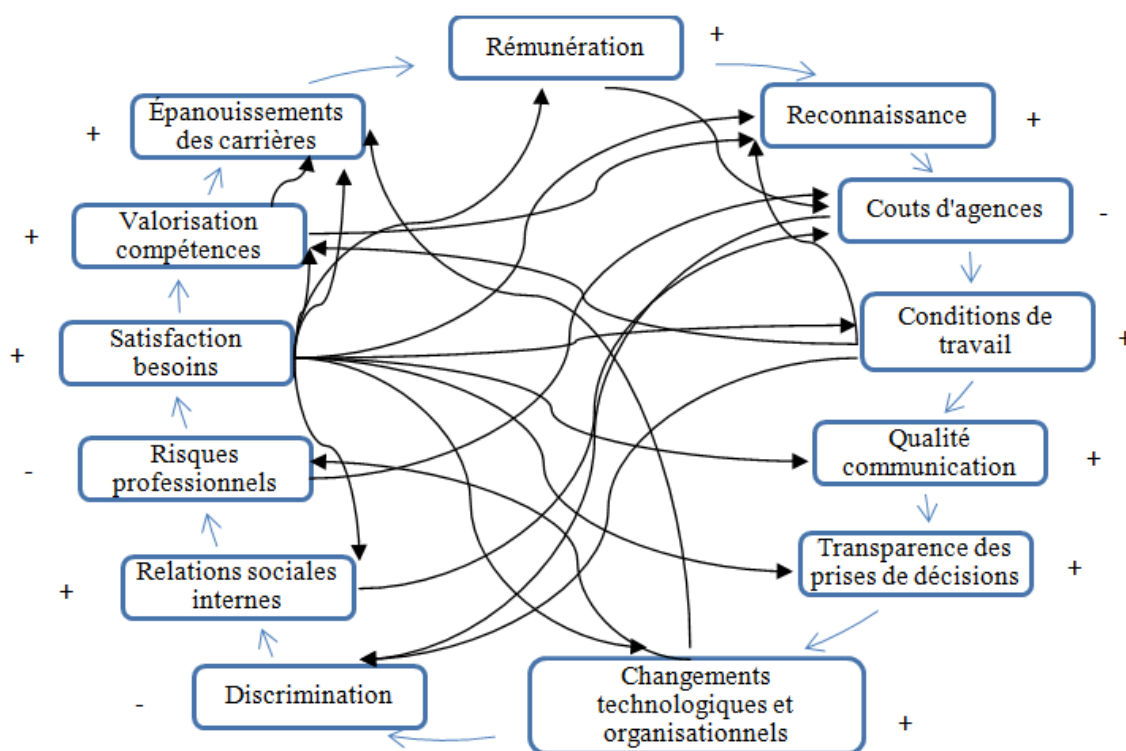 Rémunération
+
Reconnaissance
+
Couts d'agences
-
Conditions de
travail
+
Qualité
communication
+
Transparence des
prises de décisions
+
Changements
technologiques et
organisationnels
+
Discrimination
-
Relations sociales
internes
+
Risques
professionnels
-
Satisfaction
besoins
+
Valorisation
compétences
+
Épanouissements
des carrières
+